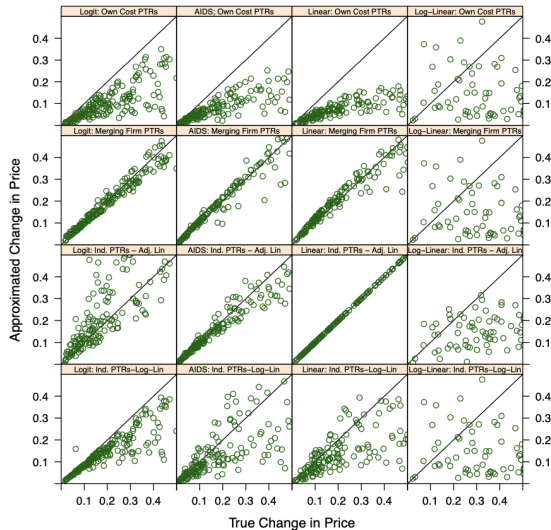 Logit: Own Cost PTRs
AIDS; Own Cost PTRs
Linear: Own Cost PTRs
Log−Linear: Own Cost PTRs
0.4
0.3
0.2
0.1
0.4
0.3
0.2
0.1
Logit: Merging Firm PTRs
AIDS: Merging Firm PTRs
Linear: Merging Firm PTRs
Log−Linear: Merging Firm PTRs
0.4
0.3
0.2
0.1
0.4
0.3
0.2
0.1
Logit: Ind. PTRs − Adj. Lin
AIDS: Ind. PTRs − Adj. Lin
Linear: Ind. PTRs − Adj. Lin
Log−Linear: Ind. PTRs − Adj. Lin
0.4
0.3
0.2
0.1
0.4
0.3
0.2
0.1
Logit: Ind. PTRs−Log−Lin
AIDS: Ind. PTRs−Log−Lin
Linear: Ind. PTRs−Log−Lin
Log−Linear: Ind. PTRs−Log−Lin
0.4
0.3
0.2
0.1
0.4
0.3
0.2
0.1
0.1 0.2 0.3 0.4
0.1 0.2 0.3 0.4
0.1 0.2 0.3 0.4
0.1 0.2 0.3 0.4
Approximated Change in Price
True Change in Price